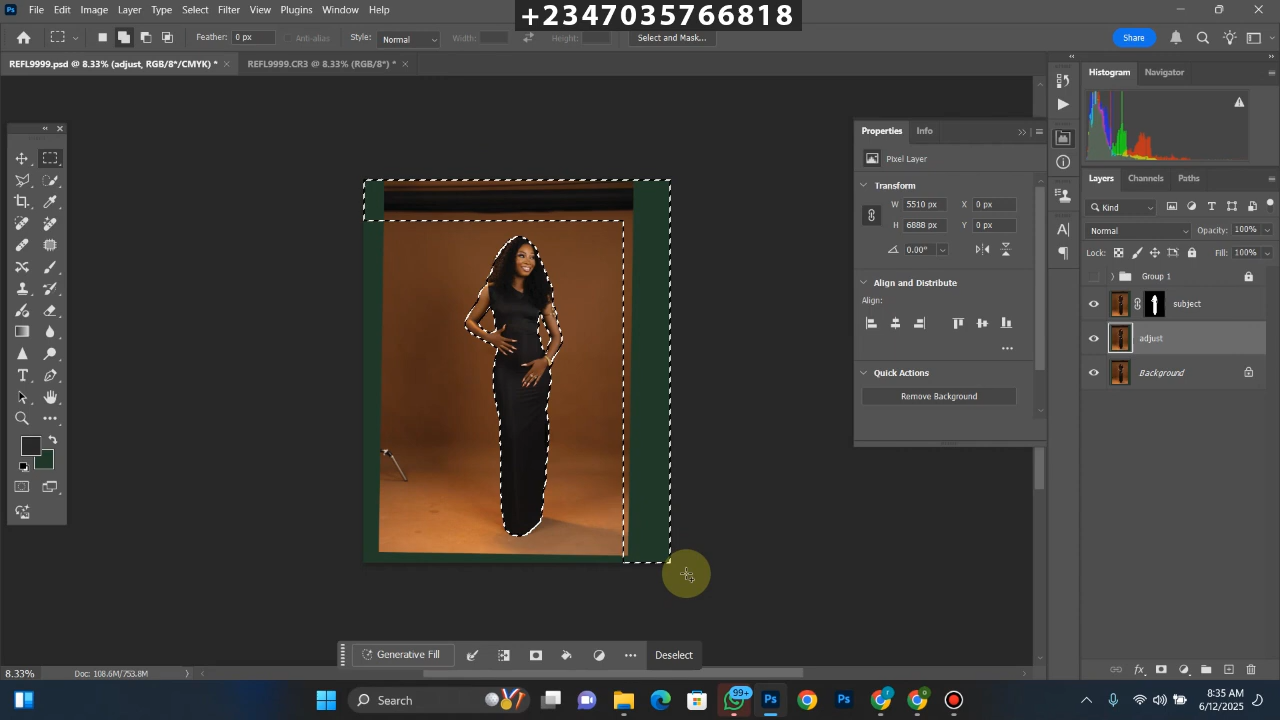 +2347035766818
Ps File Edit Image Layer Type Select Filter View Plugins Window Help
Feather: 0 px Anti-alias Style: Normal Width: Height: Select and Mask... Share
REFL9999.psd @ 8.33% (adjust, RGB/8*/CMYK) * × REFL9999.CR3 @ 8.33% (RGB/8*) * ×
Histogram Navigator
Properties Info
Pixel Layer
Transform
W 5510 px X 0 px
H 6888 px Y 0 px
0.00°
Align and Distribute
Align:
Quick Actions
Remove Background
Layers Channels Paths
Kind
Normal Opacity: 100%
Lock: Fill: 100%
Group 1
subject
adjust
Background
Generative Fill Deselect
8.33% Doc: 108.6M/753.8M
Search 99+ Ps Ps
8:35 AM
6/12/2025